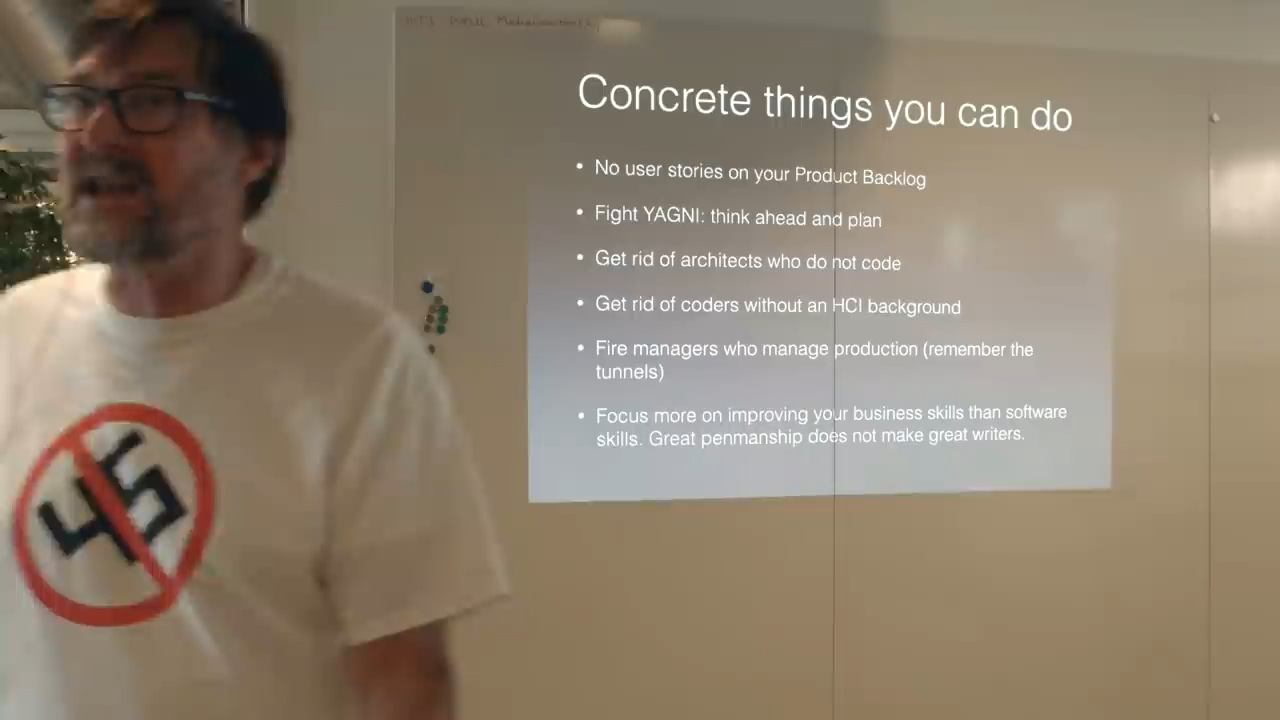 Concrete things you can do
• No user stories on your Product Backlog
• Fight YAGNI: think ahead and plan
• Get rid of architects who do not code
• Get rid of coders without an HCI background
• Fire managers who manage production (remember the
tunnels)
• Focus more on improving your business skills than software
skills. Great penmanship does not make great writers.
45